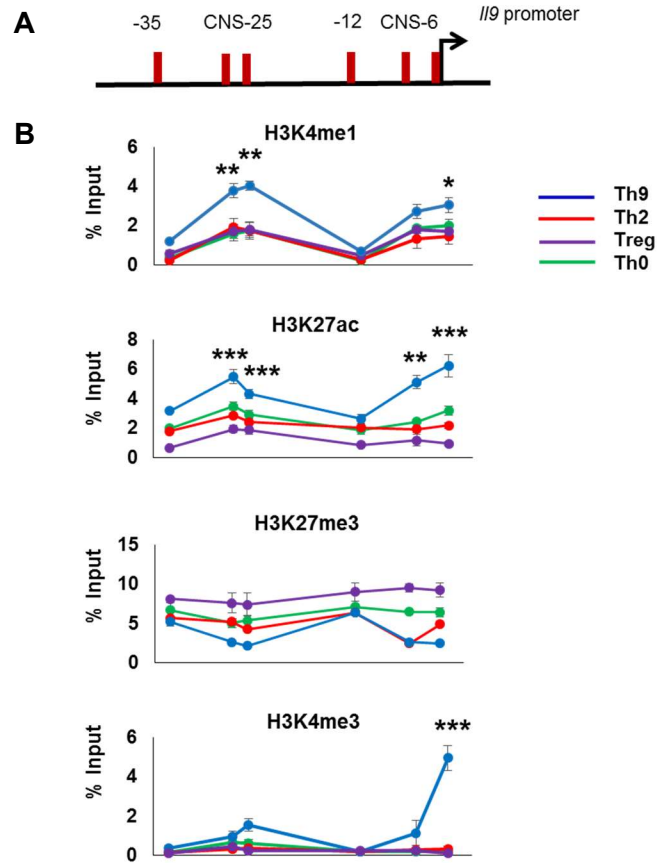 A
-35 CNS-25 -12 CNS-6 Il9 promoter
B
H3K4me1
** ** *
6
4
2
0
% Input
Th9
Th2
Treg
Th0
H3K27ac
*** *** ** ***
8
6
4
2
0
% Input
H3K27me3
15
10
5
0
% Input
H3K4me3
***
6
4
2
0
% Input